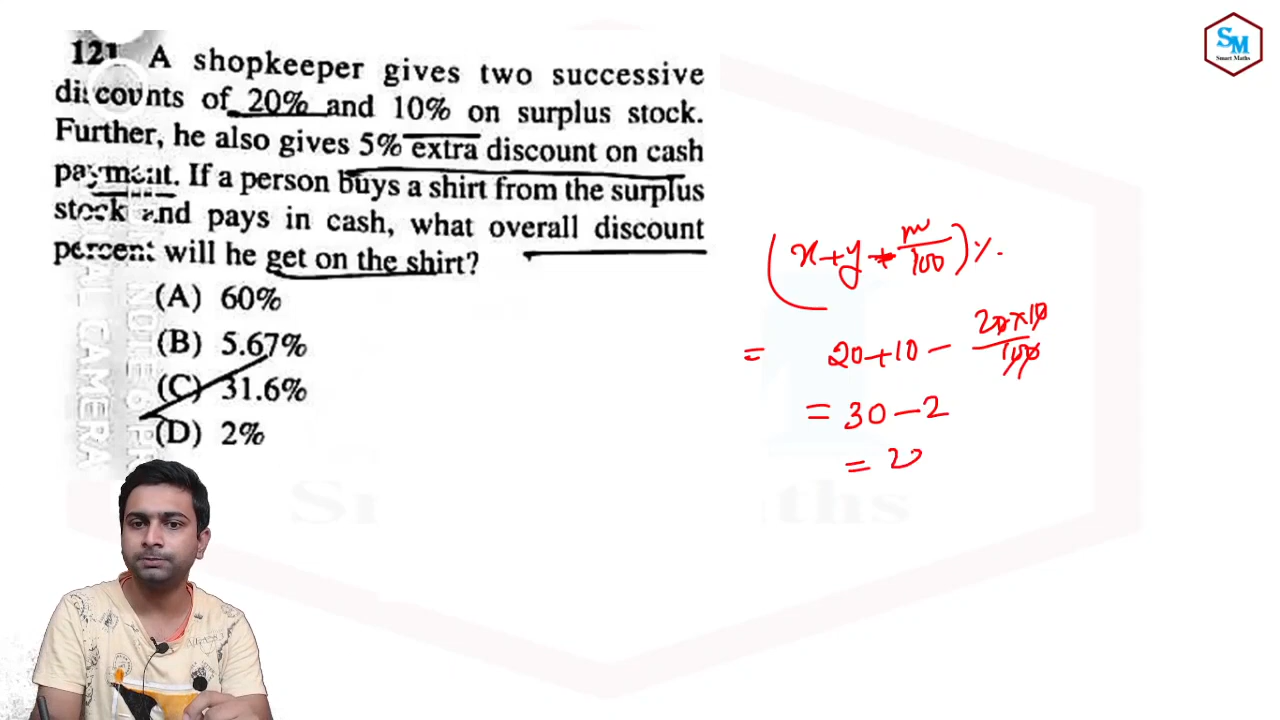 SM
Smart Maths
121. A shopkeeper gives two successive
discounts of 20% and 10% on surplus stock.
Further, he also gives 5% extra discount on cash
payment. If a person buys a shirt from the surplus
stock and pays in cash, what overall discount
percent will he get on the shirt?
(A) 60%
(B) 5.67%
(C) 31.6%
(D) 2%
(x+y+xy/100)%.
= 20+10 - 20×10/100
= 30-2
= 2